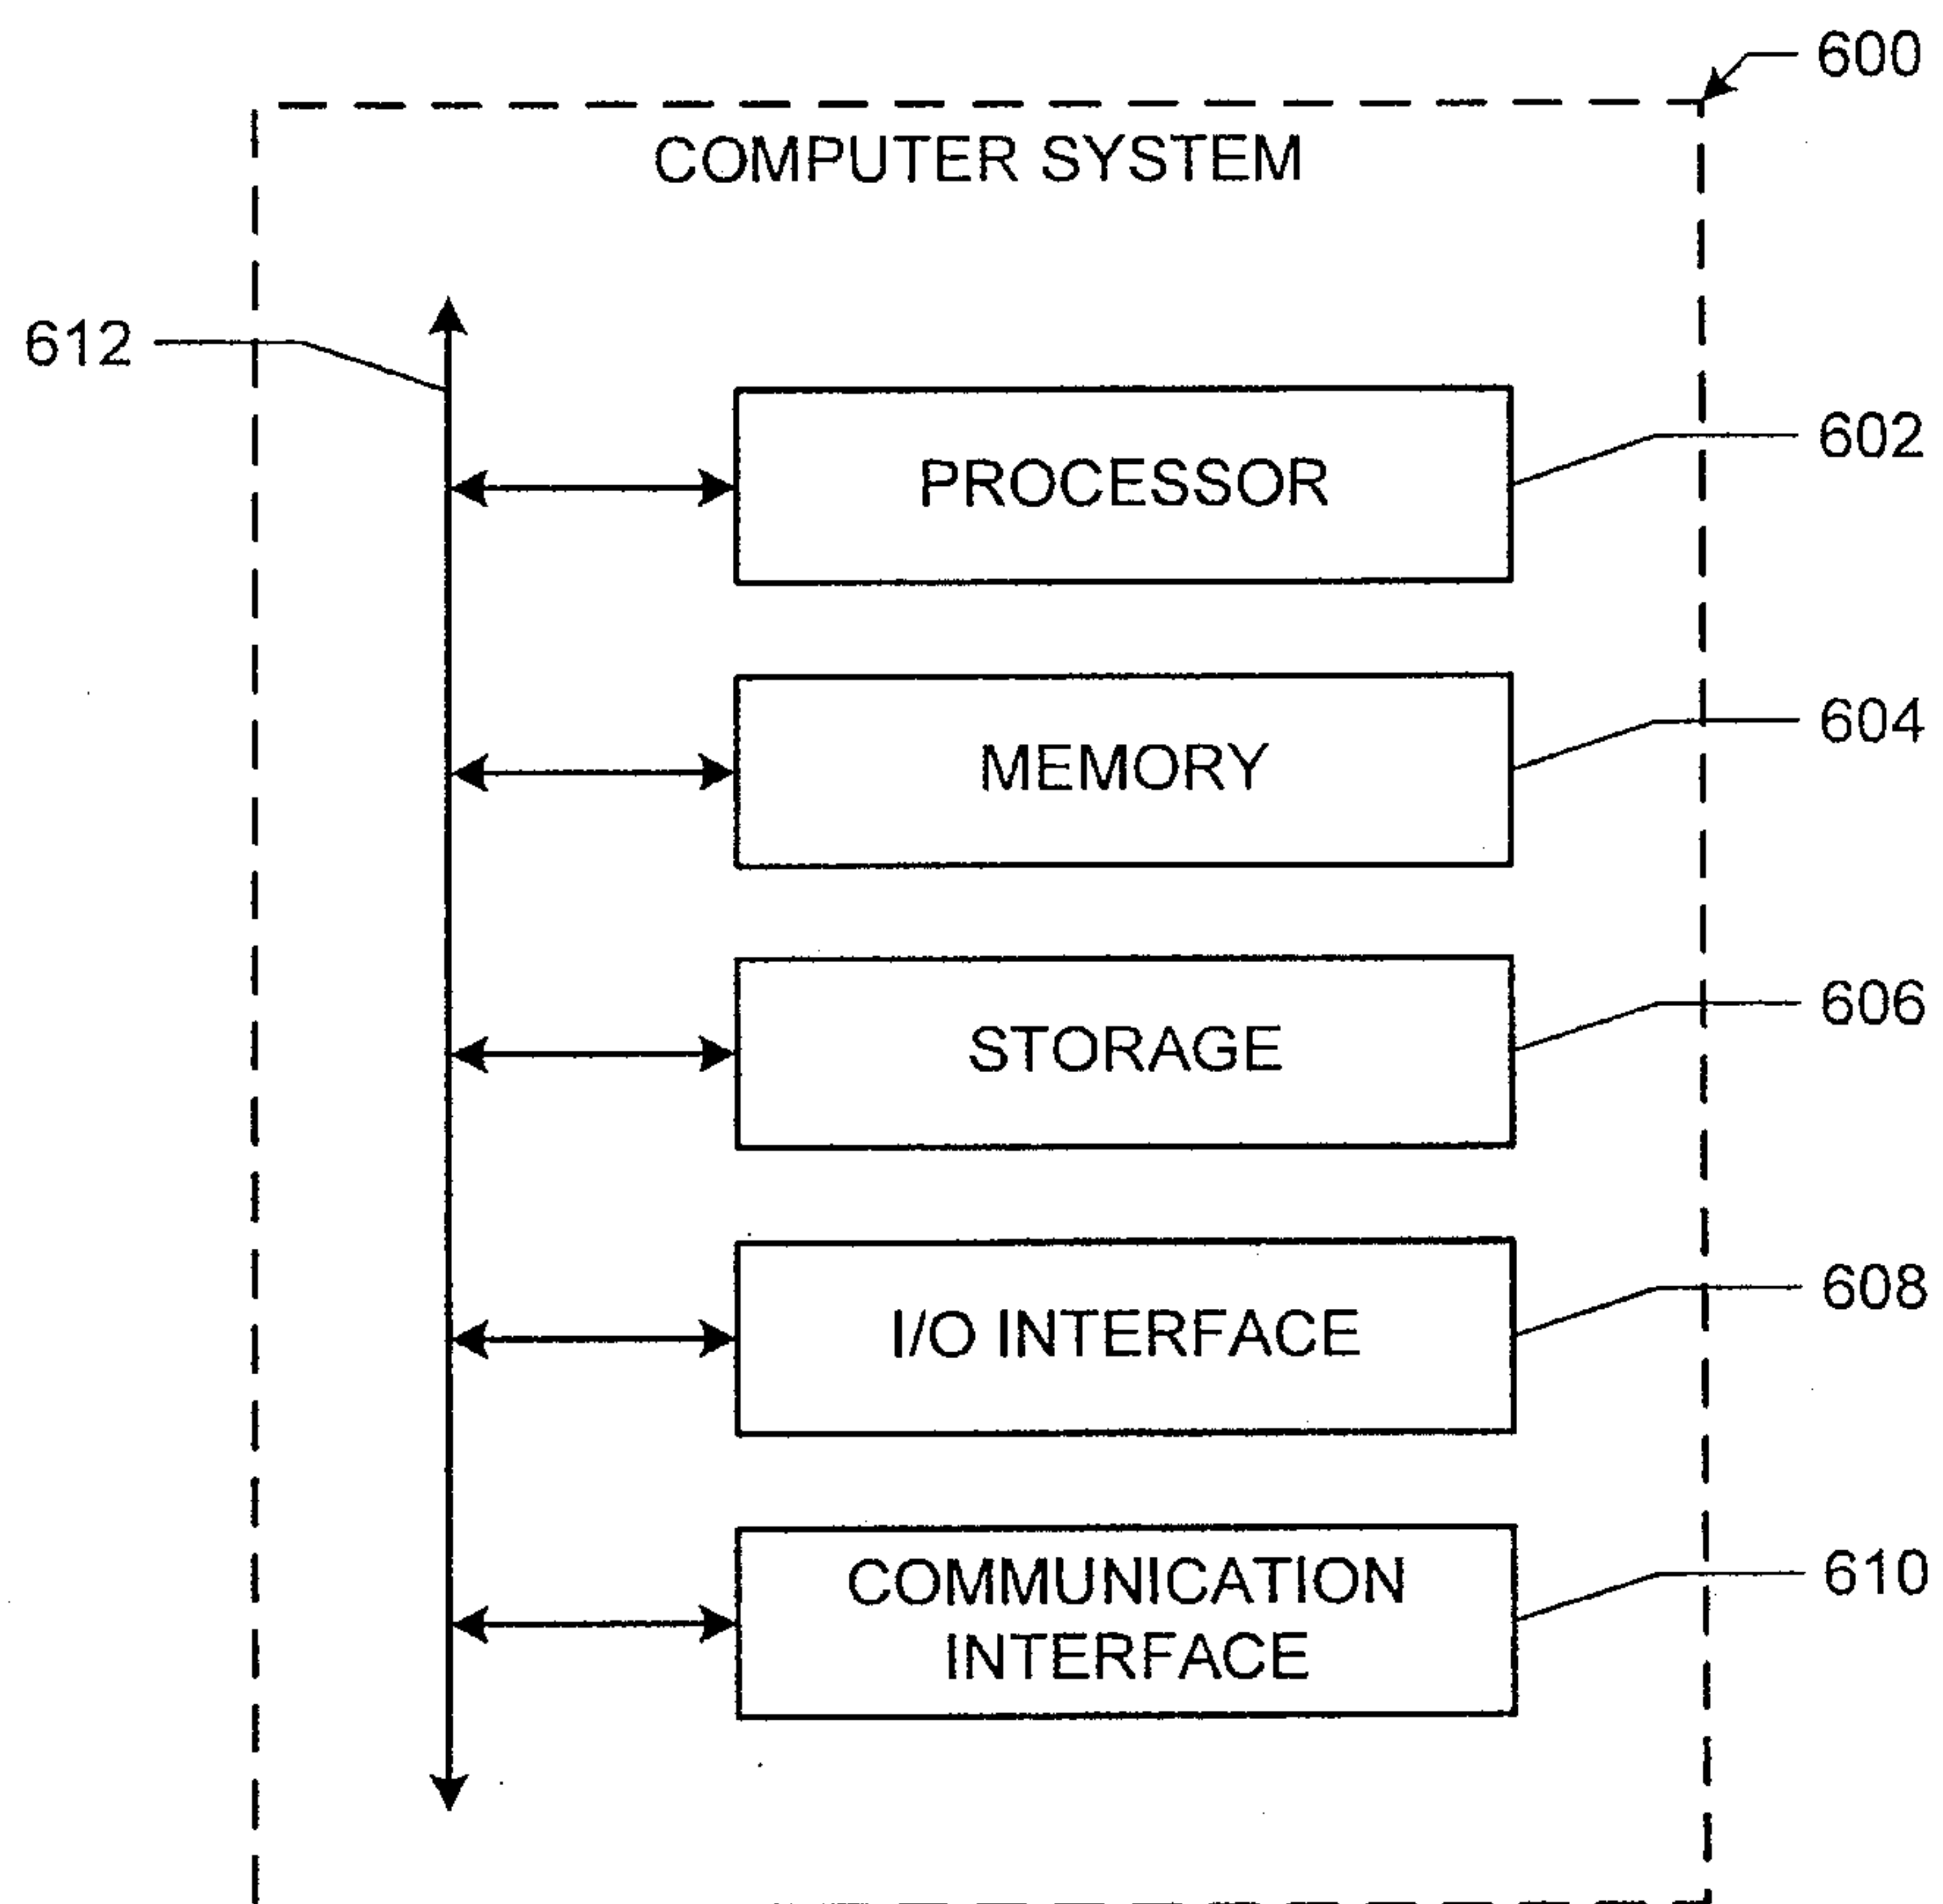 600
COMPUTER SYSTEM
612
602
PROCESSOR
604
MEMORY
606
STORAGE
608
I/O INTERFACE
610
COMMUNICATION
INTERFACE